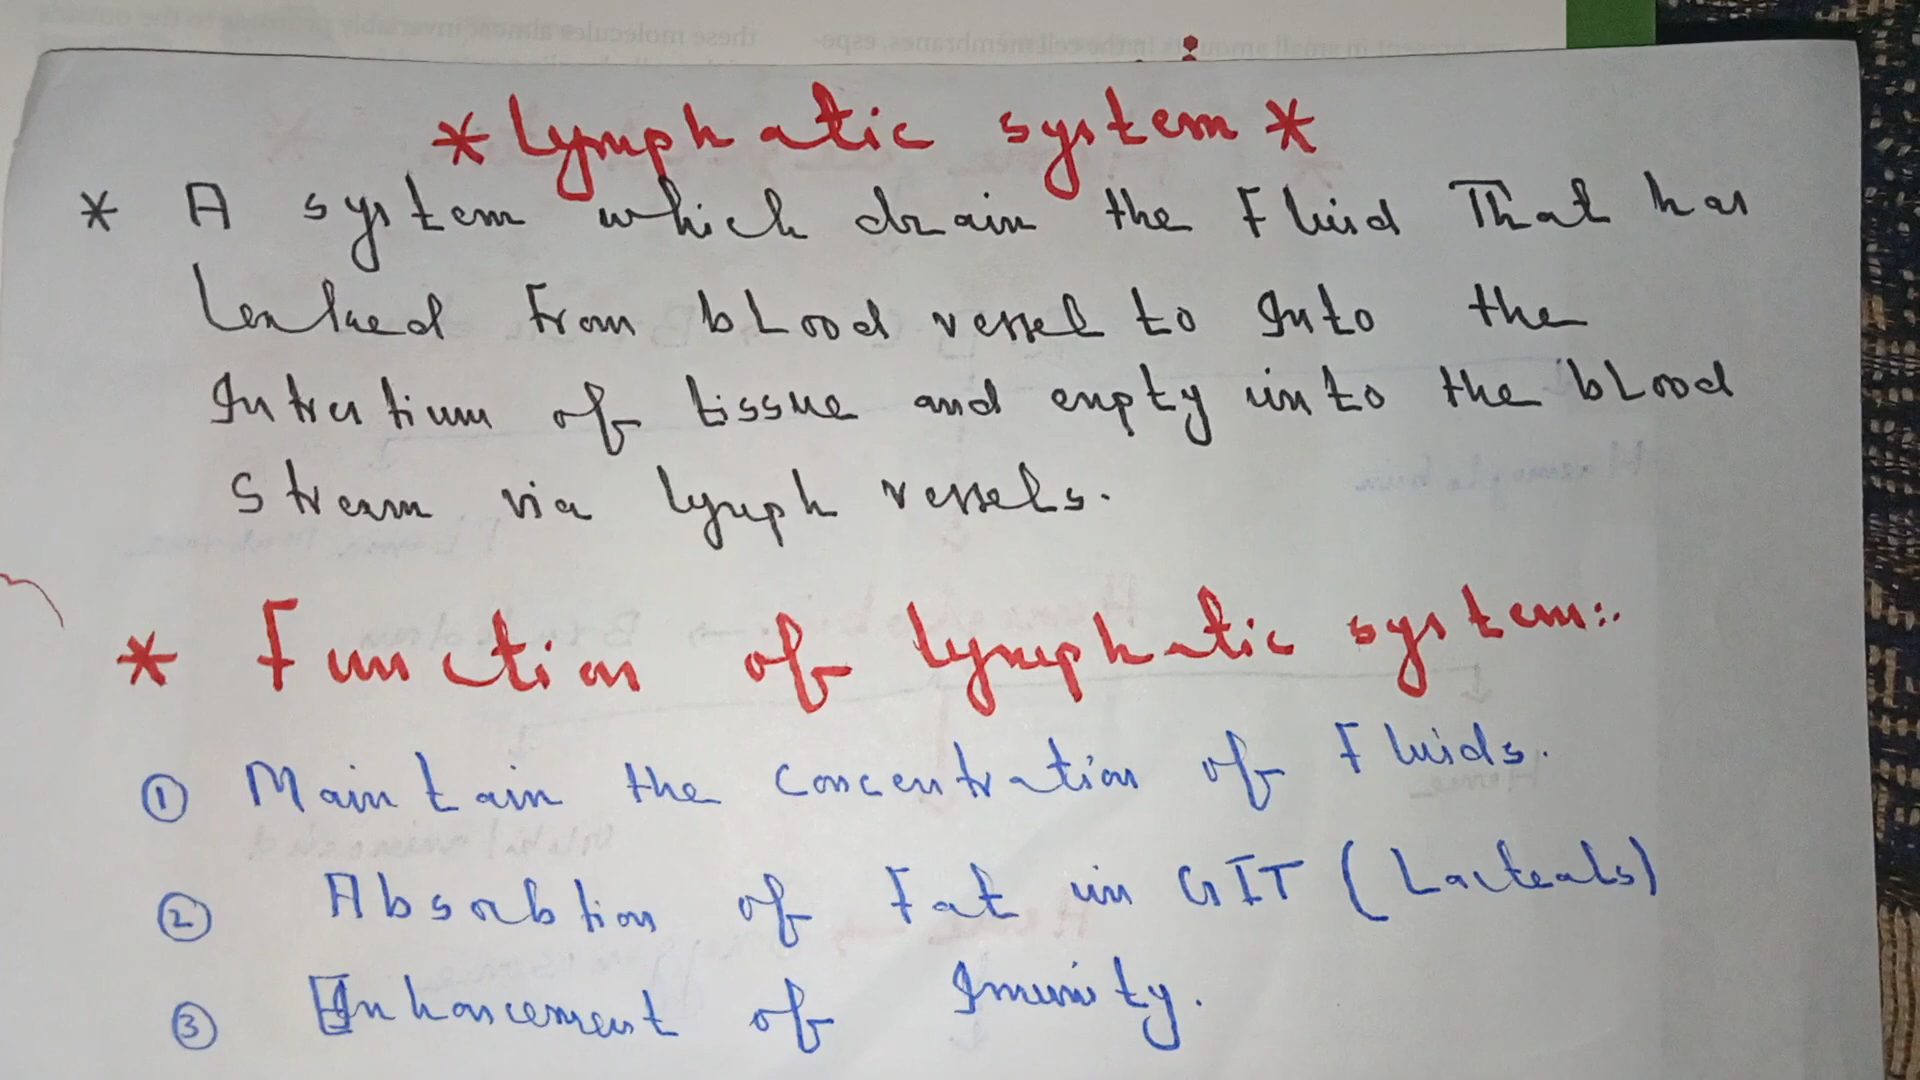 * Lymphatic system *
* A system which drain the Fluid That has
Leaked From bLood vessel to Into the
Intrestium of tissue and empty into the bLood
Stream via lymph vessels.
* Function of lymphatic system:.
① Maintain the concentration of Fluids.
② Absorbtion of Fat in GIT (Lacteals)
③ Enhancement of Imunity.